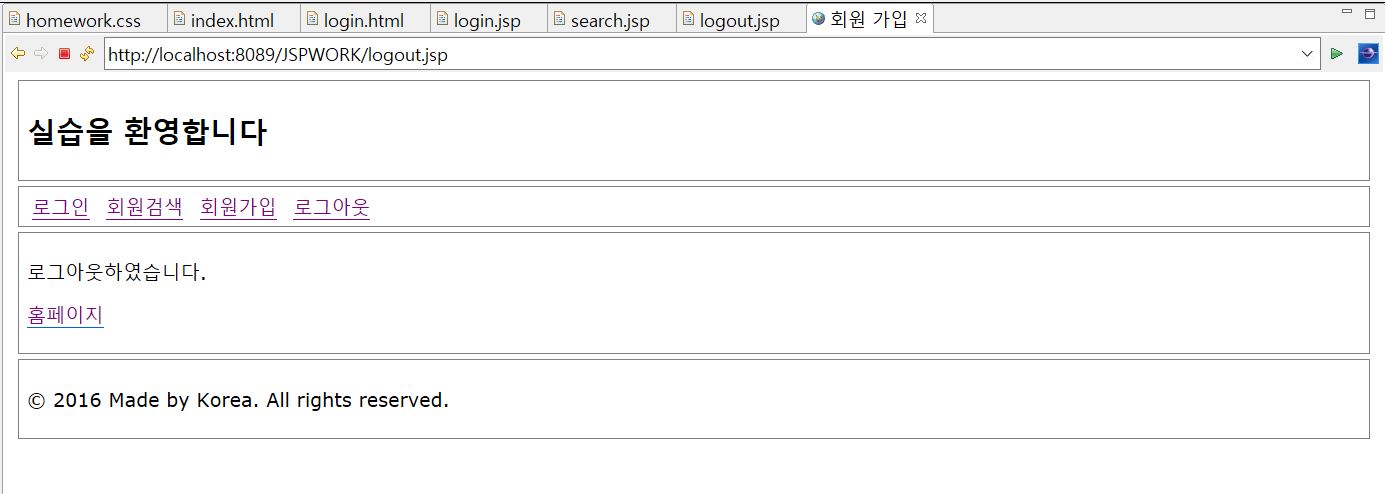 homework.css index.html login.html login.jsp search.jsp logout.jsp 회원 가입
http://localhost:8089/JSPWORK/logout.jsp
실습을 환영합니다
로그인 회원검색 회원가입 로그아웃
로그아웃하였습니다.
홈페이지
© 2016 Made by Korea. All rights reserved.